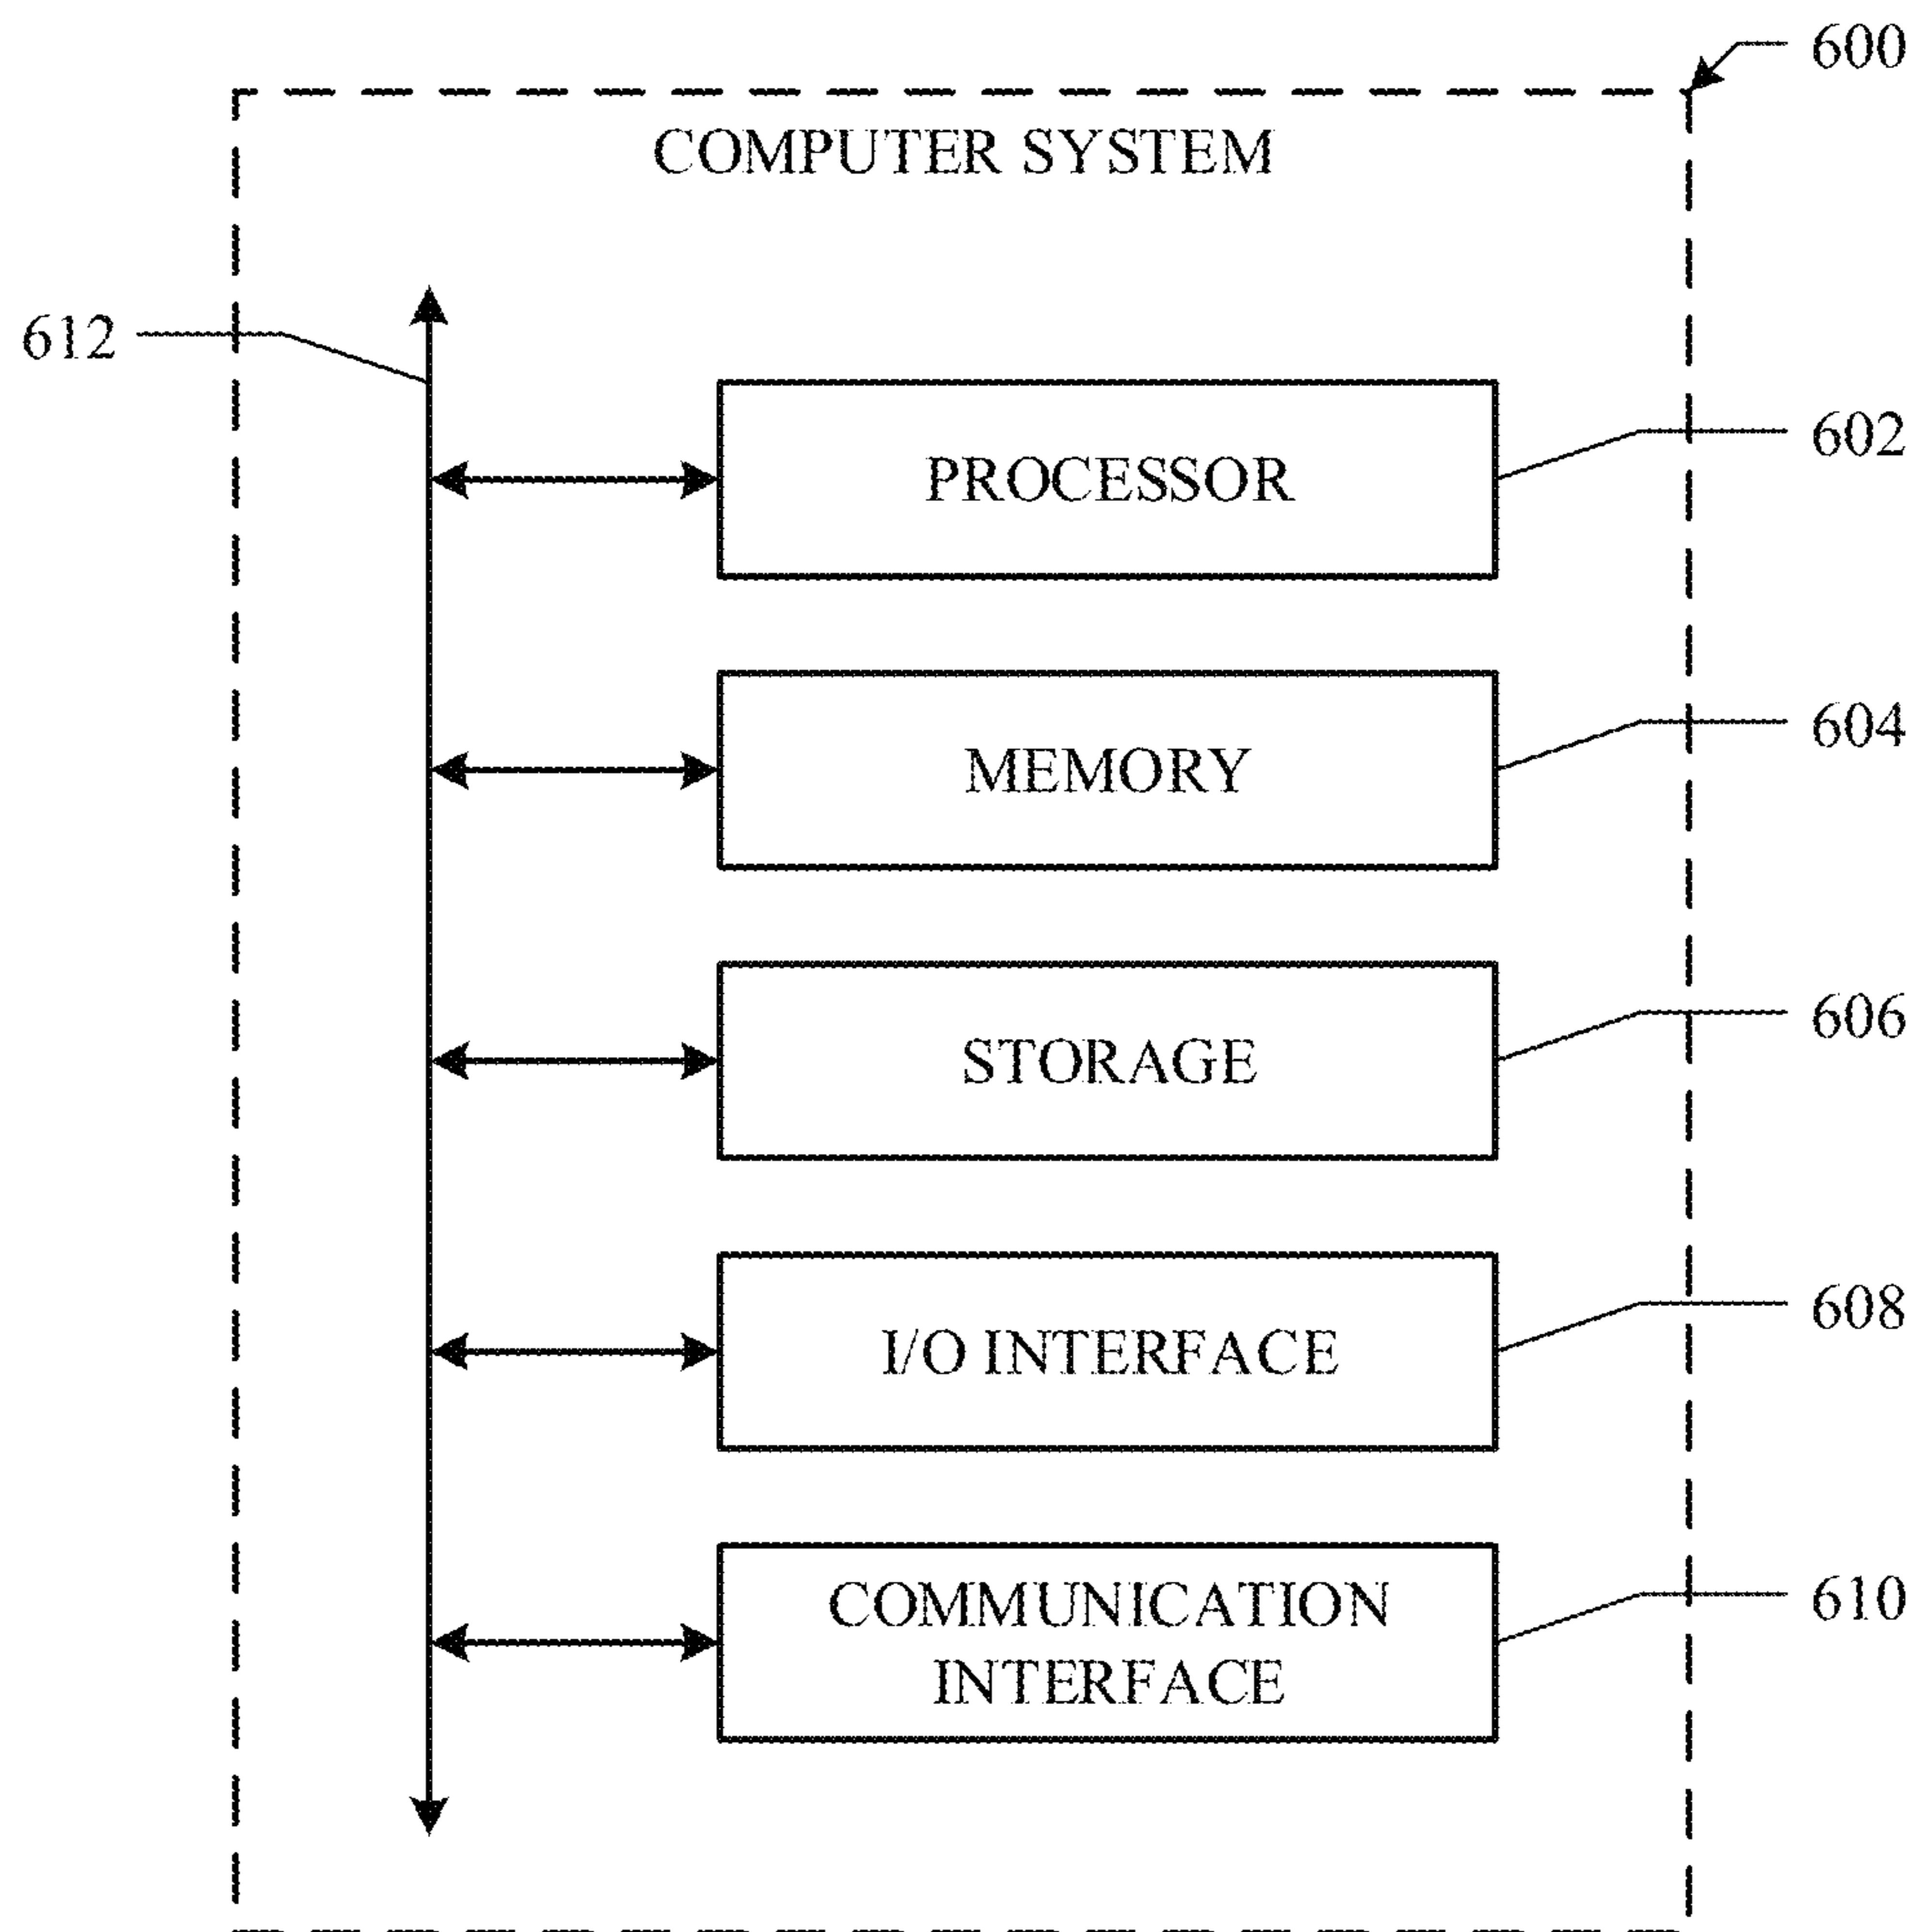 600
COMPUTER SYSTEM
612
PROCESSOR
602
MEMORY
604
STORAGE
606
I/O INTERFACE
608
COMMUNICATION
INTERFACE
610